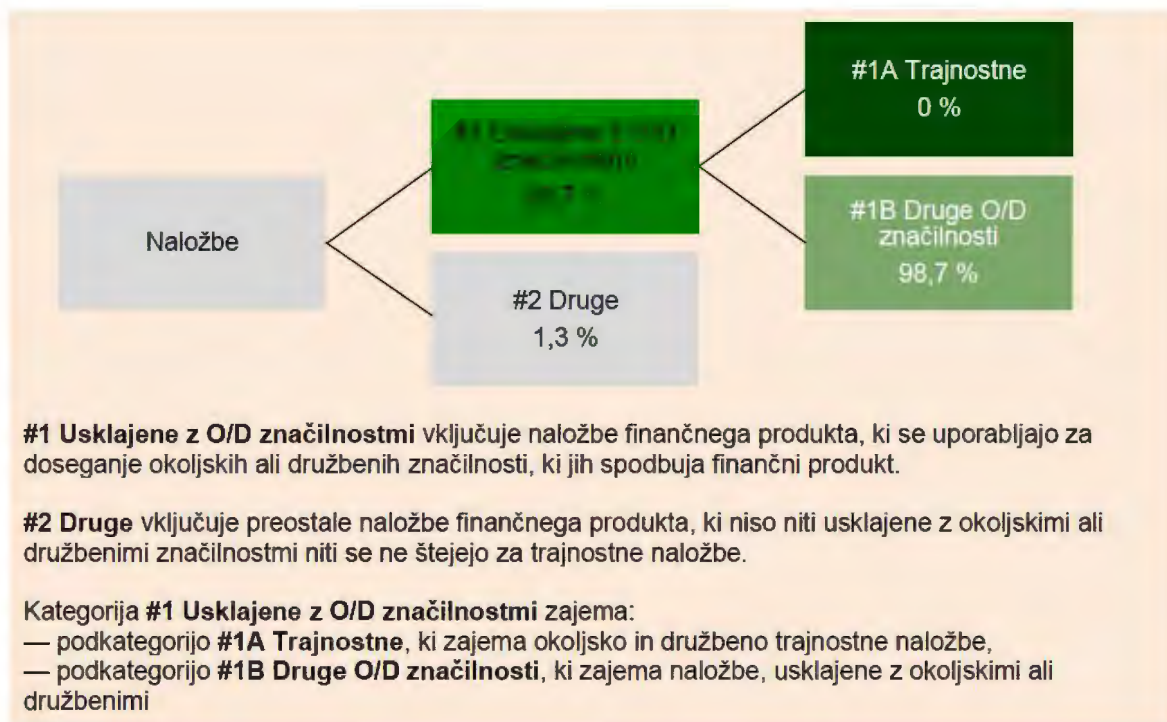 Naložbe
#2 Druge
1,3 %
#1A Trajnostne
0 %
#1B Druge O/D
značilnosti
98,7 %
#1 Usklajene z O/D značilnostmi vključuje naložbe finančnega produkta, ki se uporabljajo za
doseganje okoljskih ali družbenih značilnosti, ki jih spodbuja finančni produkt.
#2 Druge vključuje preostale naložbe finančnega produkta, ki niso niti usklajene z okoljskimi ali
družbenimi značilnostmi niti se ne štejejo za trajnostne naložbe.
Kategorija #1 Usklajene z O/D značilnostmi zajema:
— podkategorijo #1A Trajnostne, ki zajema okoljsko in družbeno trajnostne naložbe,
— podkategorijo #1B Druge O/D značilnosti, ki zajema naložbe, usklajene z okoljskimi ali
družbenimi